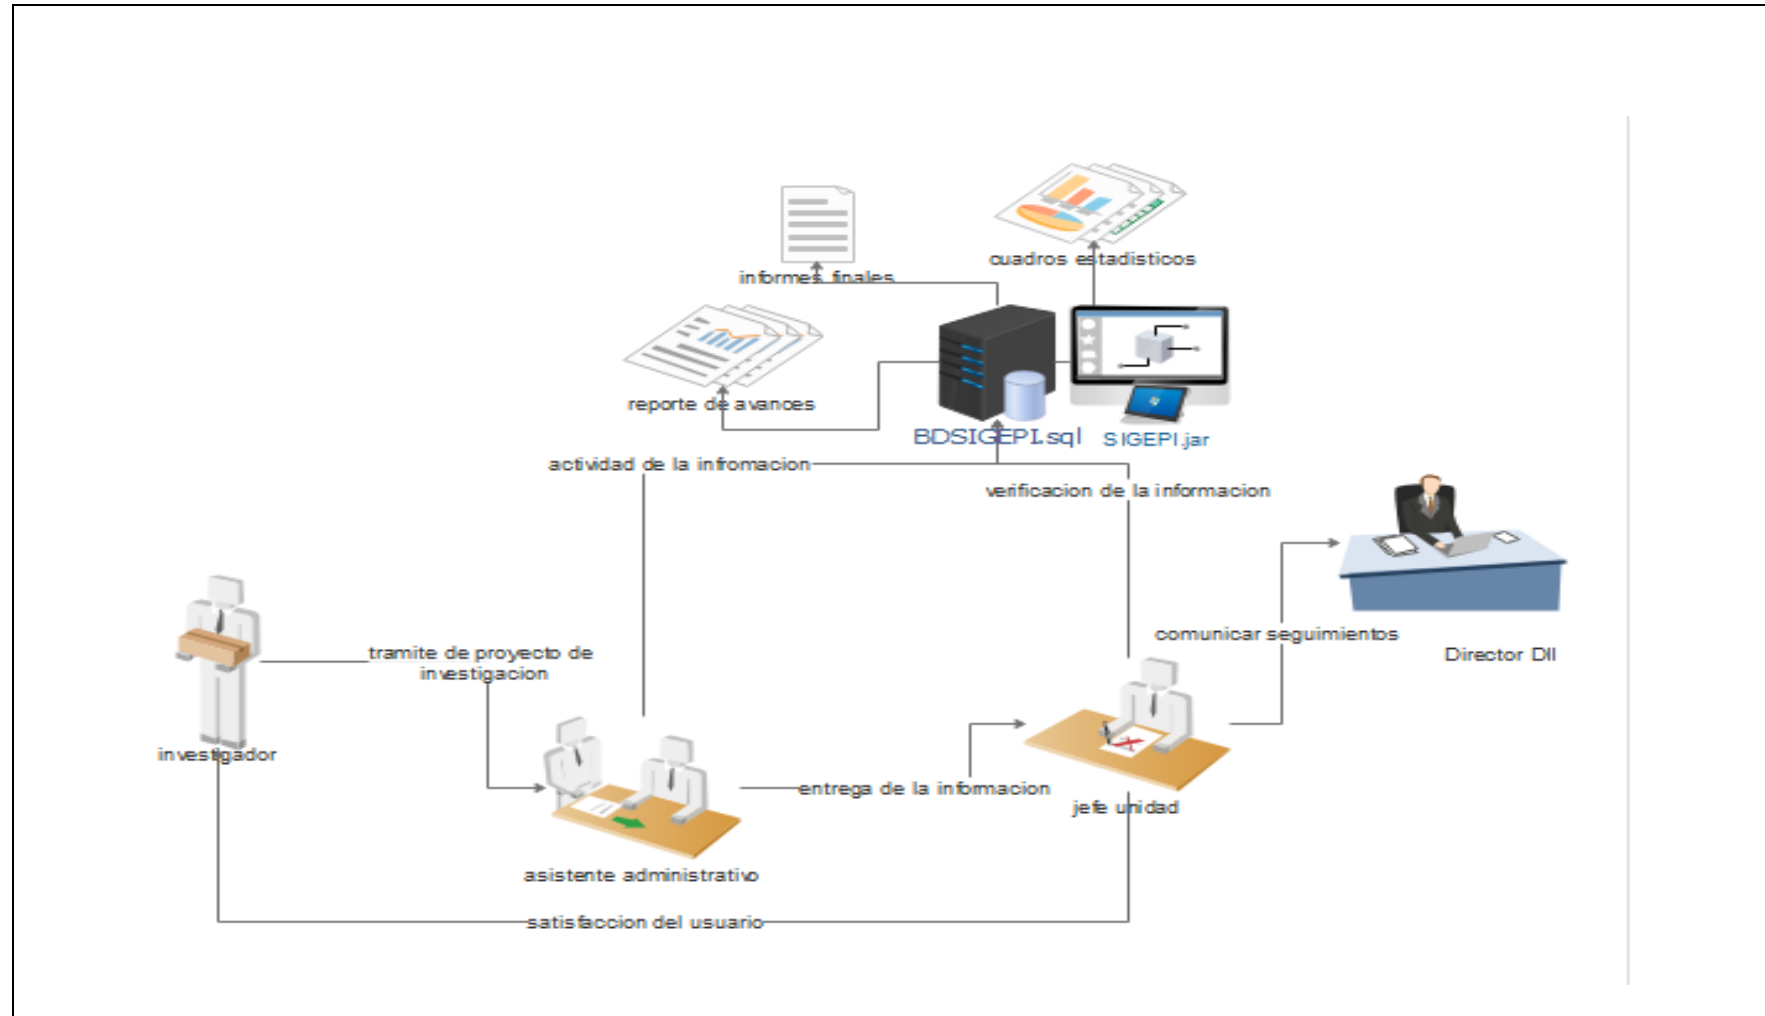 cuadros estadisticos
informes finales
reporte de avances
BDSIGEPI.sql
SIGEPI.jar
actividad de la infromacion
verificacion de la informacion
comunicar seguimientos
Director DII
tramite de proyecto de
investigacion
investigador
entrega de la informacion
jefe unidad
asistente administrativo
satisfaccion del usuario